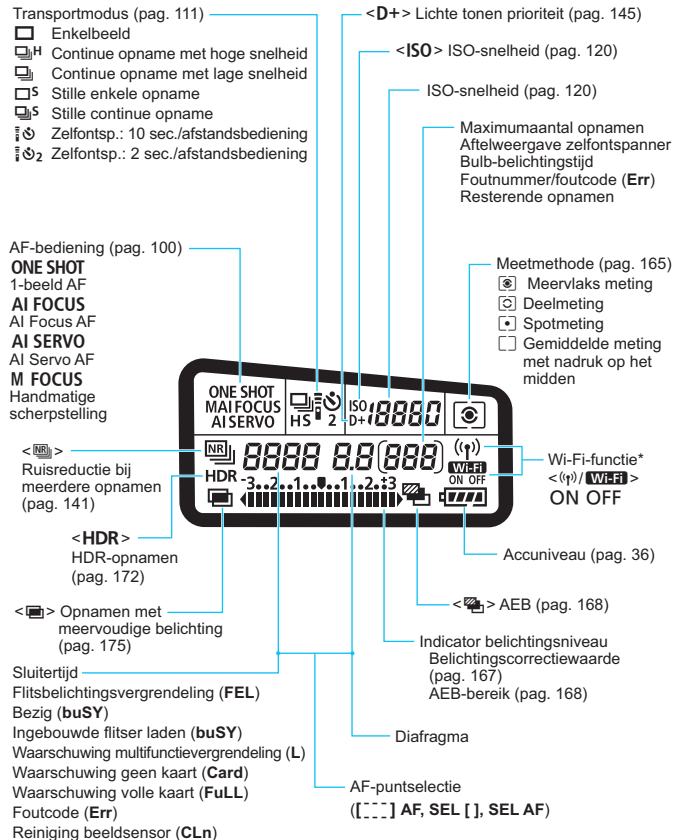 Transportmodus (pag. 111)
Enkelbeeld
H Continue opname met hoge snelheid
Continue opname met lage snelheid
S Stille enkele opname
S Stille continue opname
Zelfontsp.: 10 sec./afstandsbediening
2 Zelfontsp.: 2 sec./afstandsbediening
<D+> Lichte tonen prioriteit (pag. 145)
<ISO> ISO-snelheid (pag. 120)
ISO-snelheid (pag. 120)
Maximumaantal opnamen
Aftelweergave zelfontspanner
Bulb-belichtingstijd
Foutnummer/foutcode (Err)
Resterende opnamen
AF-bediening (pag. 100)
ONE SHOT
1-beeld AF
AI FOCUS
AI Focus AF
AI SERVO
AI Servo AF
M FOCUS
Handmatige
scherpstelling
Meetmethode (pag. 165)
Meervlaks meting
Deelmeting
Spotmeting
Gemiddelde meting
met nadruk op het
midden
ONE SHOT
MAI FOCUS
AI SERVO
HS 2
ISO
D+
18880
NR
8888 8.8 (888)
Wi-Fi
ON OFF
HDR
-3..2..1..0..1..2.±3
<NR>
Ruisreductie bij
meerdere opnamen
(pag. 141)
<HDR>
HDR-opnamen
(pag. 172)
Wi-Fi-functie*
< / Wi-Fi >
ON OFF
Accuniveau (pag. 36)
< > Opnamen met
meervoudige belichting
(pag. 175)
< > AEB (pag. 168)
Indicator belichtingsniveau
Belichtingscorrectiewaarde
(pag. 167)
AEB-bereik (pag. 168)
Sluitertijd
Flitsbelichtingsvergrendeling (FEL)
Bezig (buSY)
Ingebouwde flitser laden (buSY)
Waarschuwing multifunctievergrendeling (L)
Waarschuwing geen kaart (Card)
Waarschuwing volle kaart (FuLL)
Foutcode (Err)
Reiniging beeldsensor (CLn)
Diafragma
AF-puntselectie
([---] AF, SEL [ ], SEL AF)